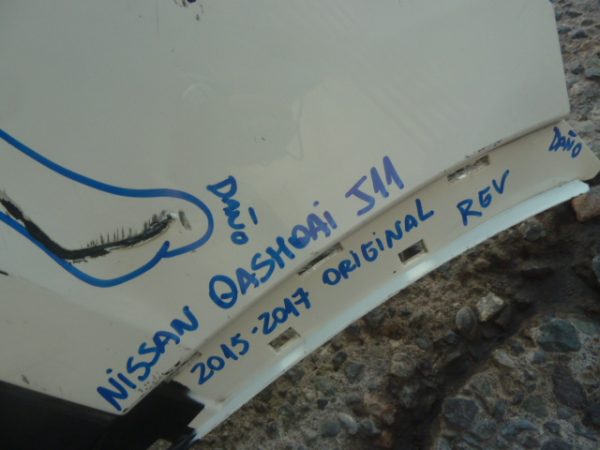 DAÑO
NISSAN QASHQAI J11
2015-2017 ORIGINAL REV
DAÑO